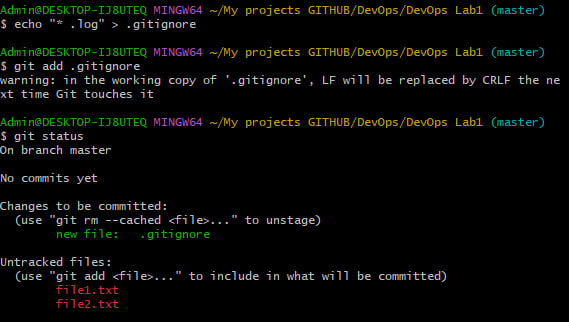 Admin@DESKTOP-IJ8UTEQ MINGW64 ~/My projects GITHUB/DevOps/DevOps Lab1 (master)
$ echo "* .log" > .gitignore
Admin@DESKTOP-IJ8UTEQ MINGW64 ~/My projects GITHUB/DevOps/DevOps Lab1 (master)
$ git add .gitignore
warning: in the working copy of '.gitignore', LF will be replaced by CRLF the ne
xt time Git touches it
Admin@DESKTOP-IJ8UTEQ MINGW64 ~/My projects GITHUB/DevOps/DevOps Lab1 (master)
$ git status
On branch master
No commits yet
Changes to be committed:
(use "git rm --cached <file>..." to unstage)
new file:   .gitignore
Untracked files:
(use "git add <file>..." to include in what will be committed)
file1.txt
file2.txt